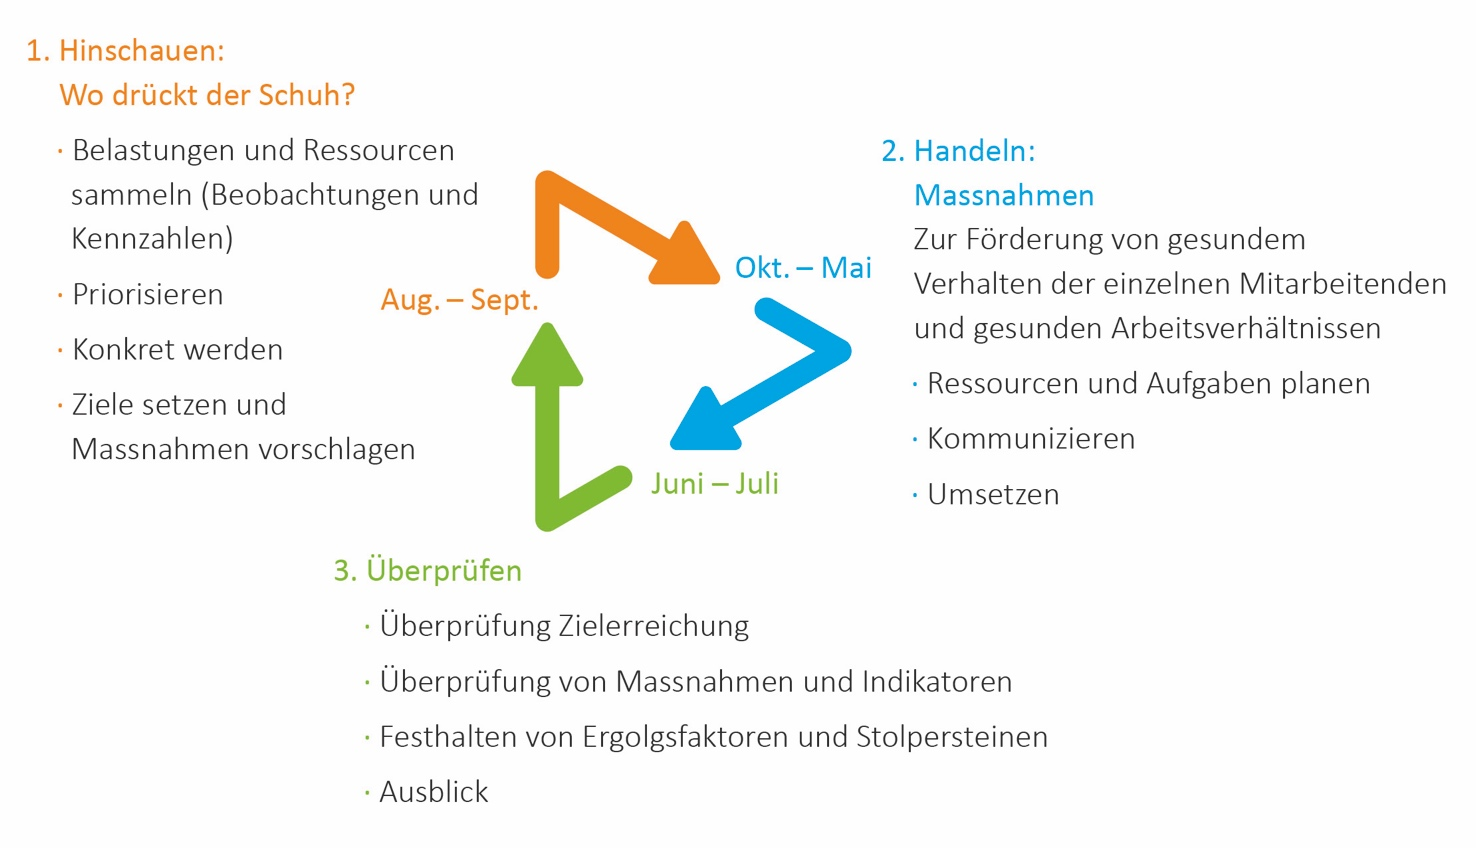 1. Hinschauen:
Wo drückt der Schuh?
· Belastungen und Ressourcen
sammeln (Beobachtungen und
Kennzahlen)
· Priorisieren
· Konkret werden
· Ziele setzen und
Massnahmen vorschlagen
Aug. – Sept.
Okt. – Mai
2. Handeln:
Massnahmen
Zur Förderung von gesundem
Verhalten der einzelnen Mitarbeitenden
und gesunden Arbeitsverhältnissen
· Ressourcen und Aufgaben planen
· Kommunizieren
· Umsetzen
Juni – Juli
3. Überprüfen
· Überprüfung Zielerreichung
· Überprüfung von Massnahmen und Indikatoren
· Festhalten von Ergolgsfaktoren und Stolpersteinen
· Ausblick